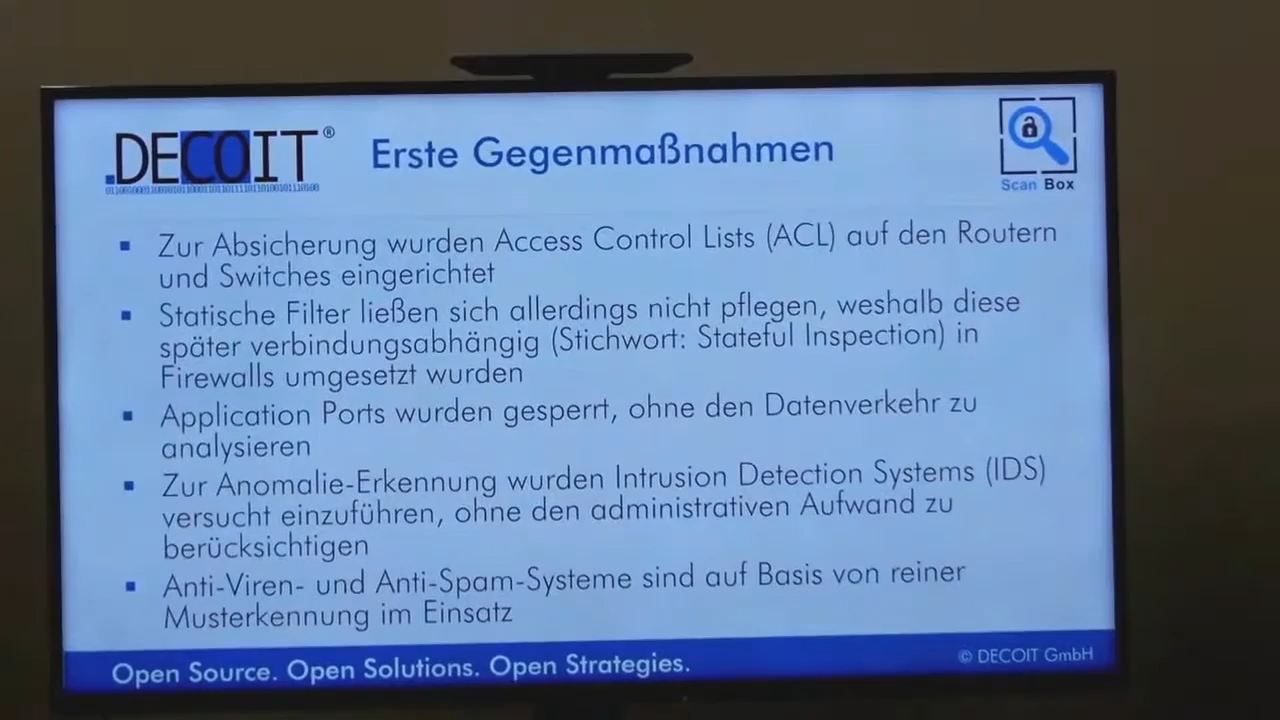 .DECOIT®
Erste Gegenmaßnahmen
Scan Box
▪ Zur Absicherung wurden Access Control Lists (ACL) auf den Routern
und Switches eingerichtet
▪ Statische Filter ließen sich allerdings nicht pflegen, weshalb diese
später verbindungsabhängig (Stichwort: Stateful Inspection) in
Firewalls umgesetzt wurden
▪ Application Ports wurden gesperrt, ohne den Datenverkehr zu
analysieren
▪ Zur Anomalie-Erkennung wurden Intrusion Detection Systems (IDS)
versucht einzuführen, ohne den administrativen Aufwand zu
berücksichtigen
▪ Anti-Viren- und Anti-Spam-Systeme sind auf Basis von reiner
Musterkennung im Einsatz
Open Source. Open Solutions. Open Strategies.
© DECOIT GmbH